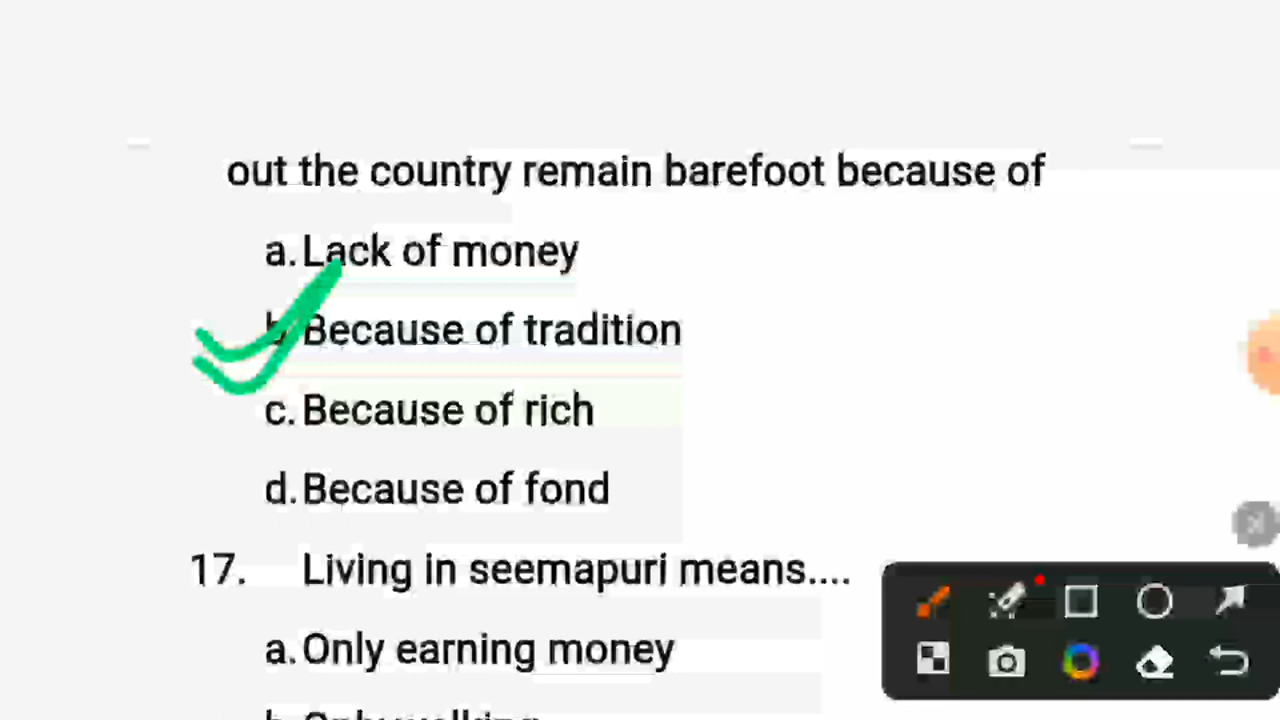 out the country remain barefoot because of
a. Lack of money
b Because of tradition
c. Because of rich
d. Because of fond
17. Living in seemapuri means....
a. Only earning money